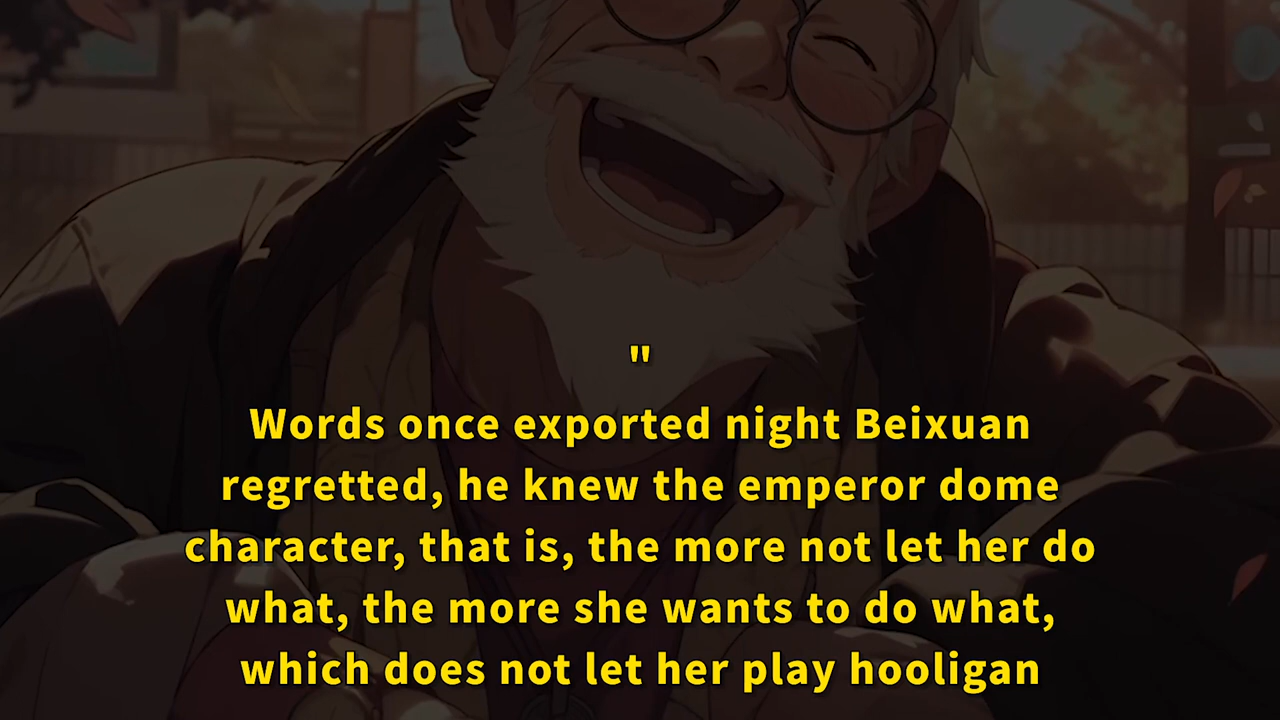 "
Words once exported night Beixuan
regretted, he knew the emperor dome
character, that is, the more not let her do
what, the more she wants to do what,
which does not let her play hooligan